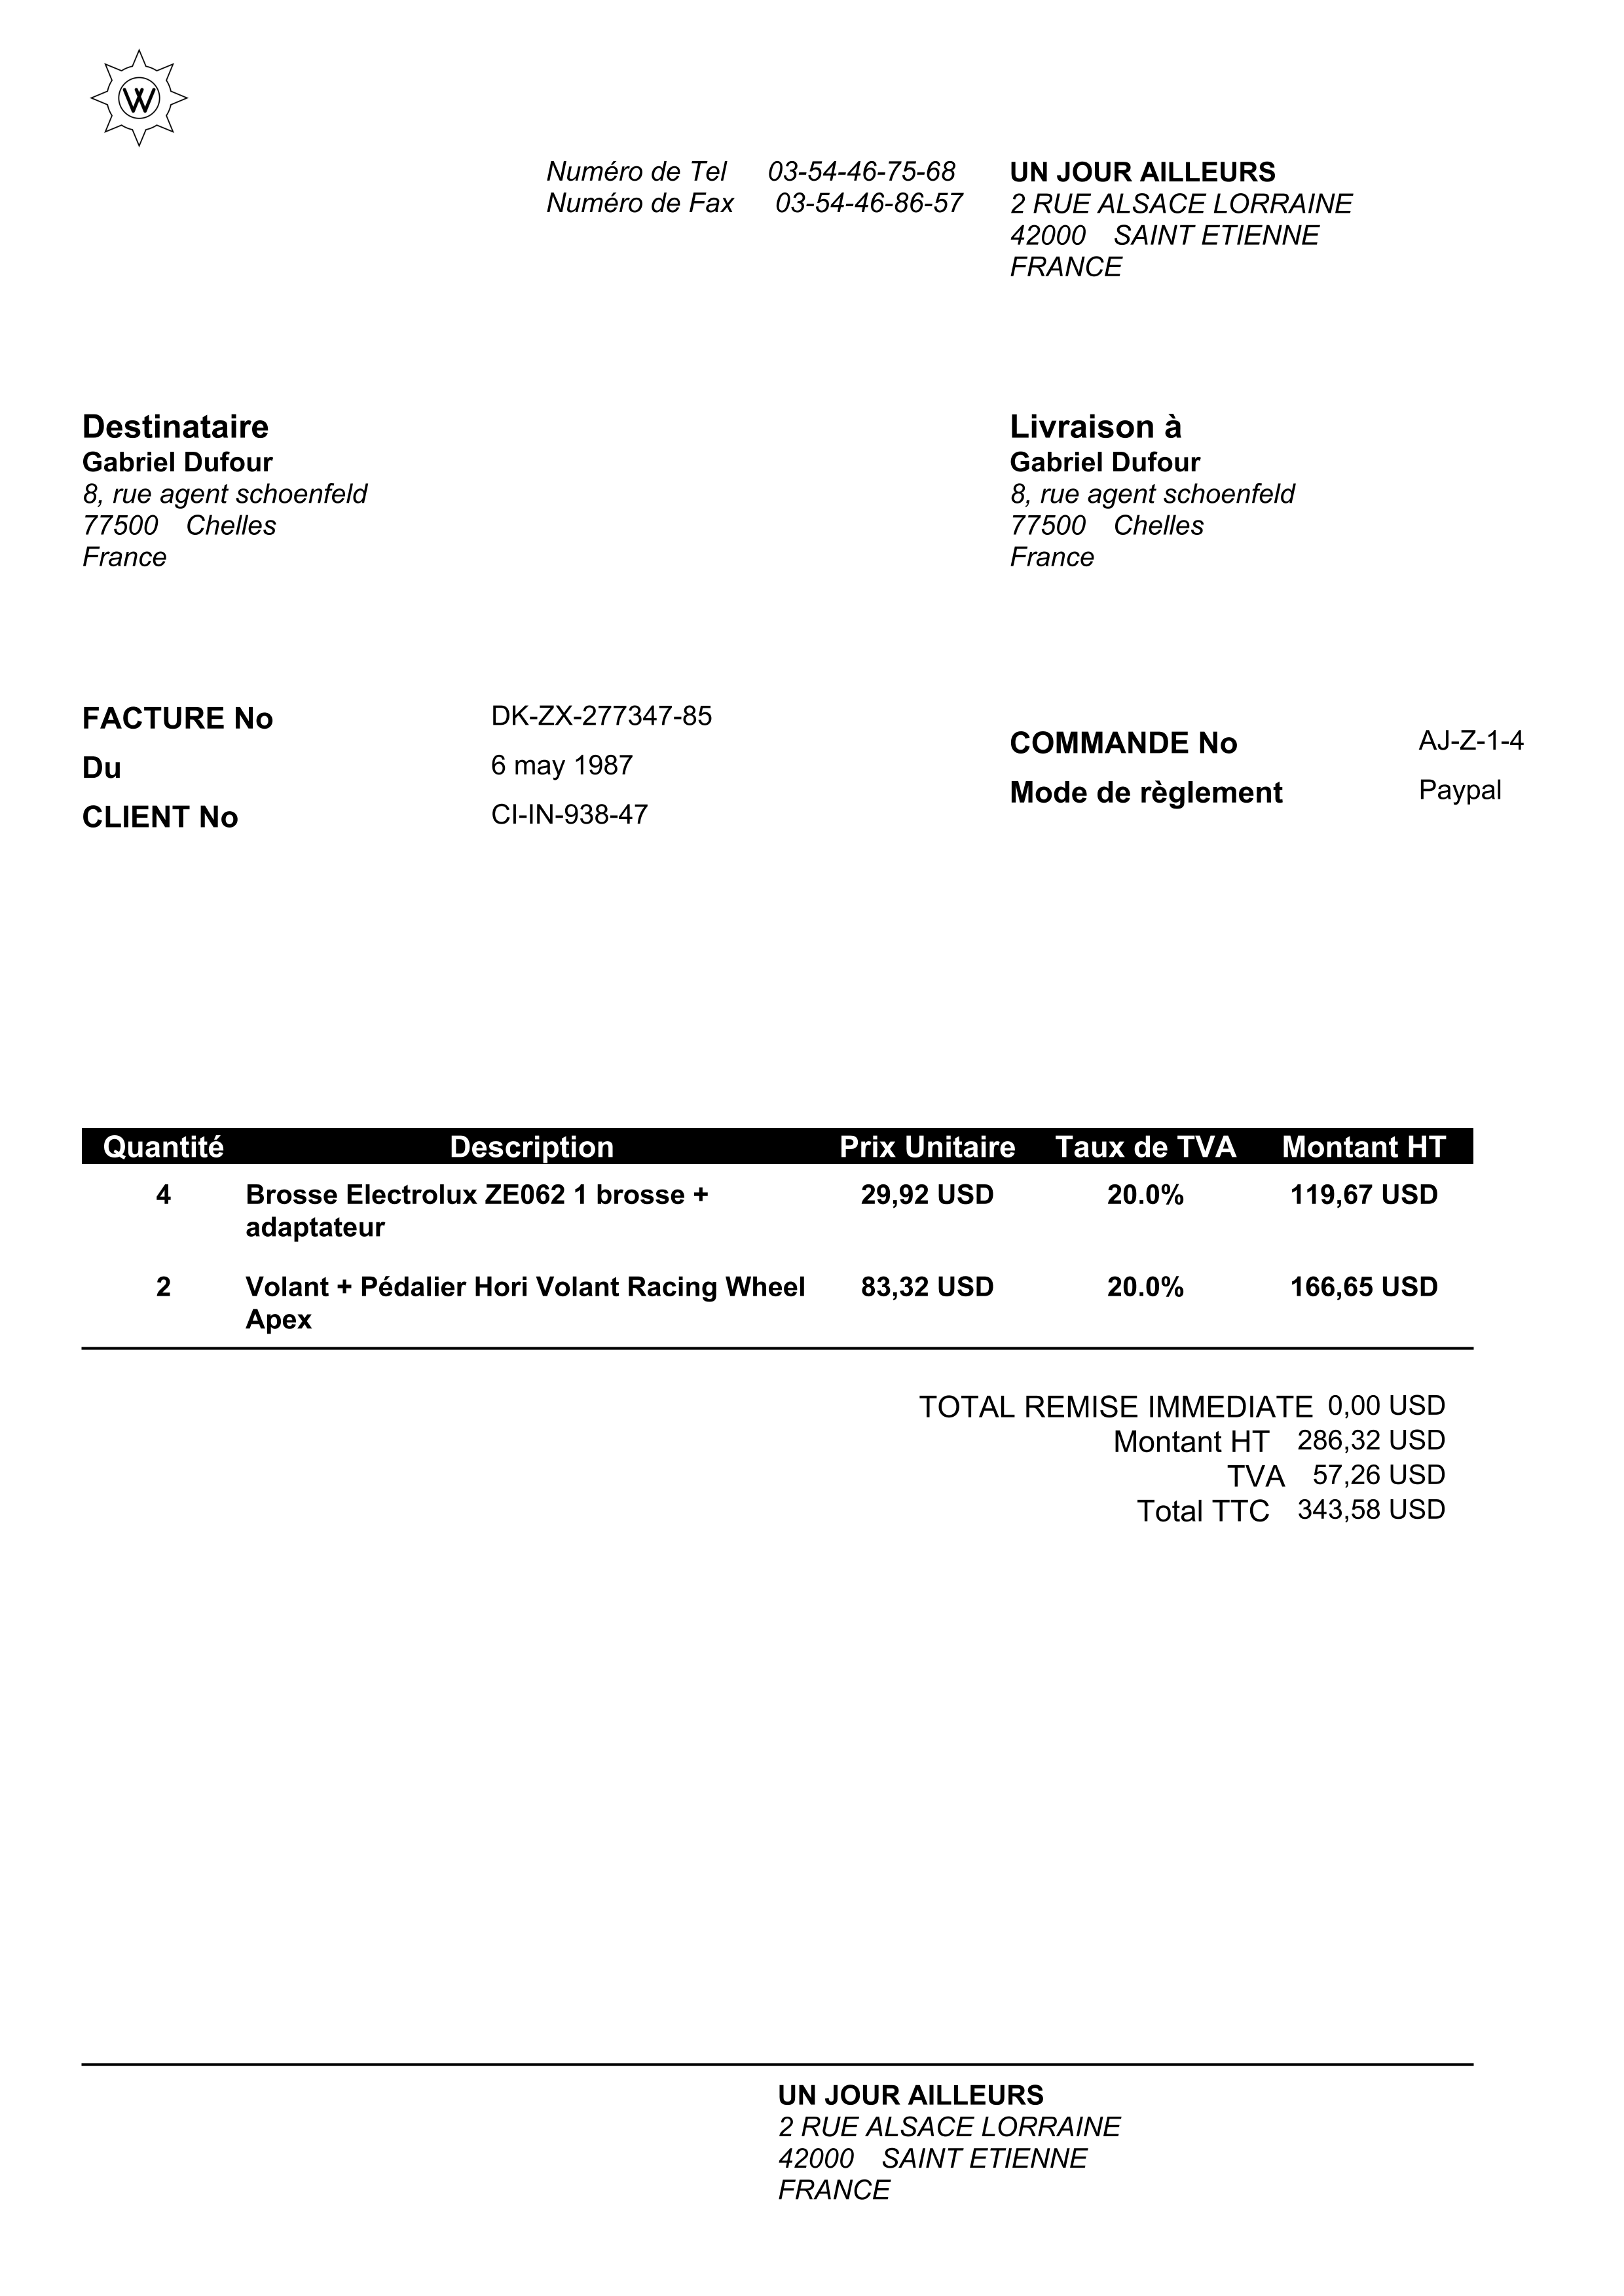 W
Numéro de Tel 03-54-46-75-68
Numéro de Fax 03-54-46-86-57
UN JOUR AILLEURS
2 RUE ALSACE LORRAINE
42000 SAINT ETIENNE
FRANCE
Destinataire
Gabriel Dufour
8, rue agent schoenfeld
77500 Chelles
France
Livraison à
Gabriel Dufour
8, rue agent schoenfeld
77500 Chelles
France
FACTURE No DK-ZX-277347-85
Du 6 may 1987
CLIENT No CI-IN-938-47
COMMANDE No AJ-Z-1-4
Mode de règlement Paypal
Quantité Description Prix Unitaire Taux de TVA Montant HT
4 Brosse Electrolux ZE062 1 brosse + 29,92 USD 20.0% 119,67 USD
adaptateur
2 Volant + Pédalier Hori Volant Racing Wheel 83,32 USD 20.0% 166,65 USD
Apex
TOTAL REMISE IMMEDIATE 0,00 USD
Montant HT 286,32 USD
TVA 57,26 USD
Total TTC 343,58 USD
UN JOUR AILLEURS
2 RUE ALSACE LORRAINE
42000 SAINT ETIENNE
FRANCE